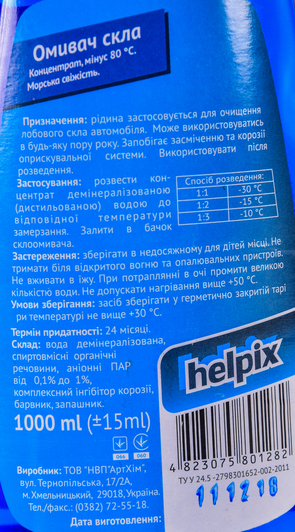 Омивач скла
Концентрат, мінус 80 °С.
Морська свіжість.
Призначення: рідина застосовується для очищення
лобового скла автомобіля. Може використовуватись
в будь-яку пору року. Запобігає засміченню та корозії
оприскувальної системи. Використовувати після
розведення.
Застосування: розвести кон-
центрат демінералізованою
(дистильованою) водою до
відповідної температури
замерзання. Залити в бачок
склоомивача.
Спосіб розведення:
1:1 -30 °С
1:2 -15 °С
1:3 -10 °С
Застереження: зберігати в недосяжному для дітей місці. Не
тримати біля відкритого вогню та опалювальних пристроїв.
Не вживати в їжу. При потраплянні в очі промити великою
кількістю води. Не допускати нагрівання вище +50 °С.
Умови зберігання: засіб зберігати у герметично закритій тарі
при температурі не вище +30 °С.
Термін придатності: 24 місяці.
Склад: вода демінералізована,
спиртовмісні органічні
речовини, аніонні ПАР
від 0,1% до 1%,
комплексний інгібітор корозії,
барвник, запашник.
1000 ml (±15ml)
helpix
Виробник: ТОВ "НВП"АртХім"
вул. Тернопільська, 17/2А,
м.Хмельницький, 29018, Україна.
Тел./факс: (0382) 72-55-18.
4 823075 801282
ТУ У 24.5-2798301652-002-2011
111218